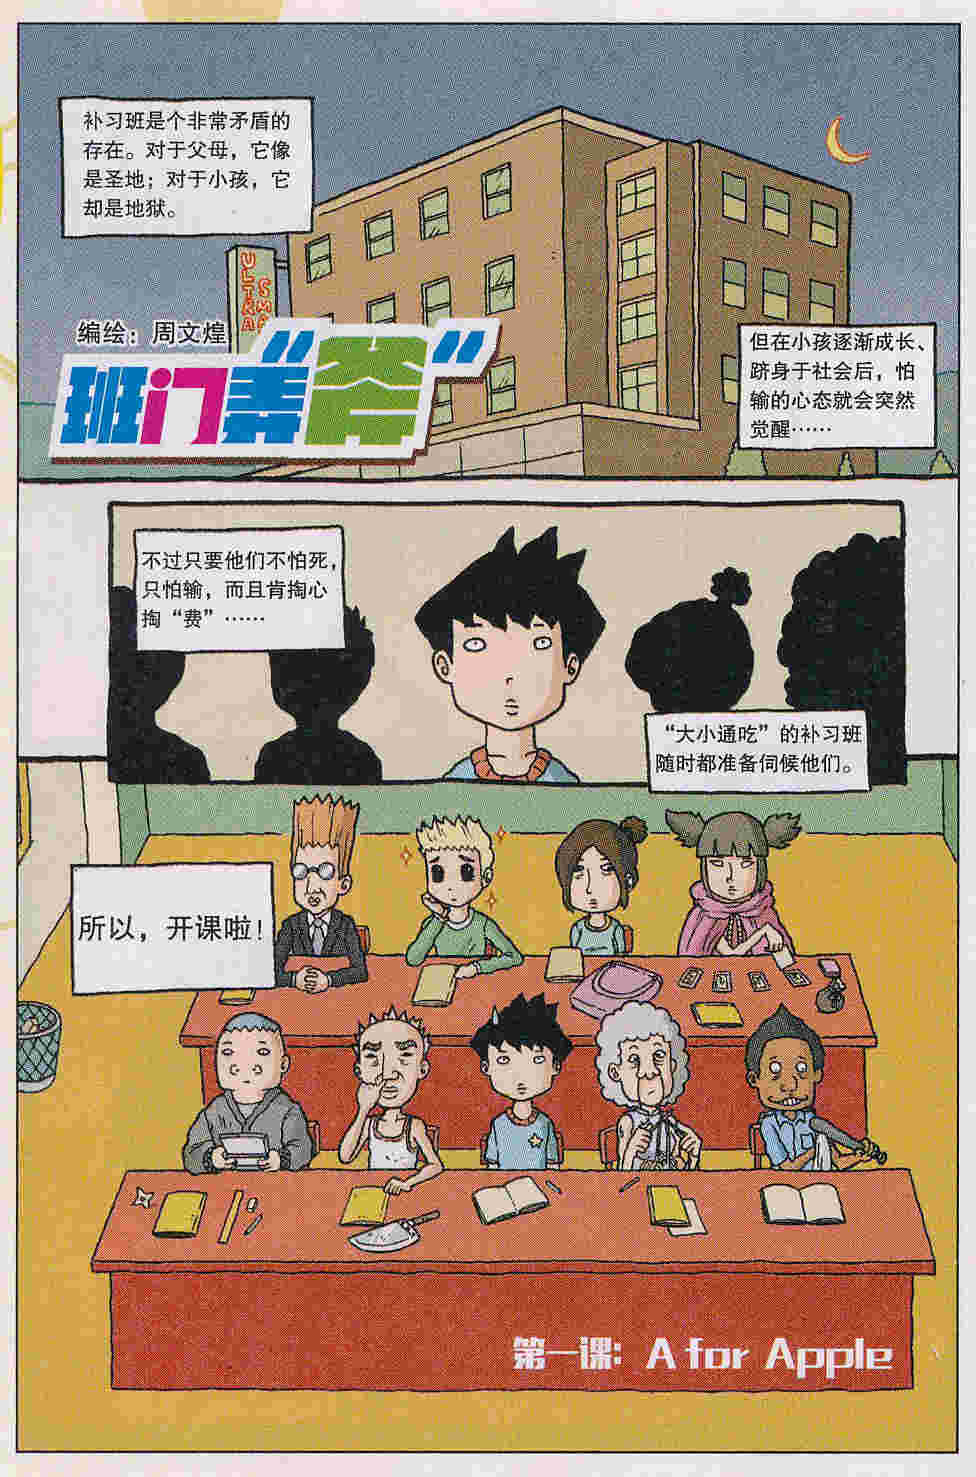 补习班是个非常矛盾的
存在。对于父母，它像
是圣地；对于小孩，它
却是地狱。
ULTRA
编绘：周文煌
班门弄“斧”
但在小孩逐渐成长、
跻身于社会后，怕
输的心态就会突然
觉醒……
不过只要他们不怕死，
只怕输，而且肯掏心
掏“费”……
“大小通吃”的补习班
随时都准备伺候他们。
所以，开课啦！
第一课：A for Apple